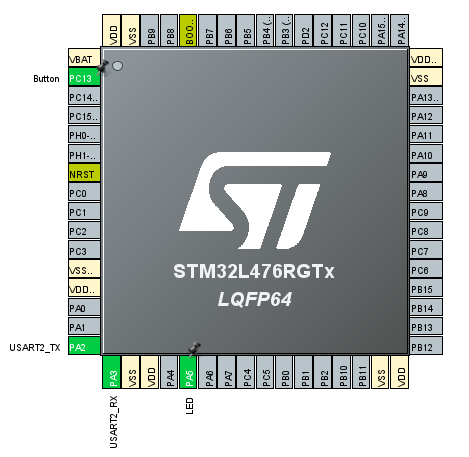 VDD
VSS
PB9
PB8
BOO..
PB7
PB6
PB5
PB4 (..
PB3 (..
PD2
PC12
PC11
PC10
PA15..
PA14..
VBAT
Button PC13
PC14..
PC15..
PH0-..
PH1-..
NRST
PC0
PC1
PC2
PC3
VSS..
VDD..
PA0
PA1
USART2_TX PA2
VDD..
VSS
PA13..
PA12
PA11
PA10
PA9
PA8
PC9
PC8
PC7
PC6
PB15
PB14
PB13
PB12
ST
STM32L476RGTx
LQFP64
PA3
VSS
VDD
PA4
PA5
PA6
PA7
PC4
PC5
PB0
PB1
PB2
PB10
PB11
VSS
VDD
USART2_RX
LED